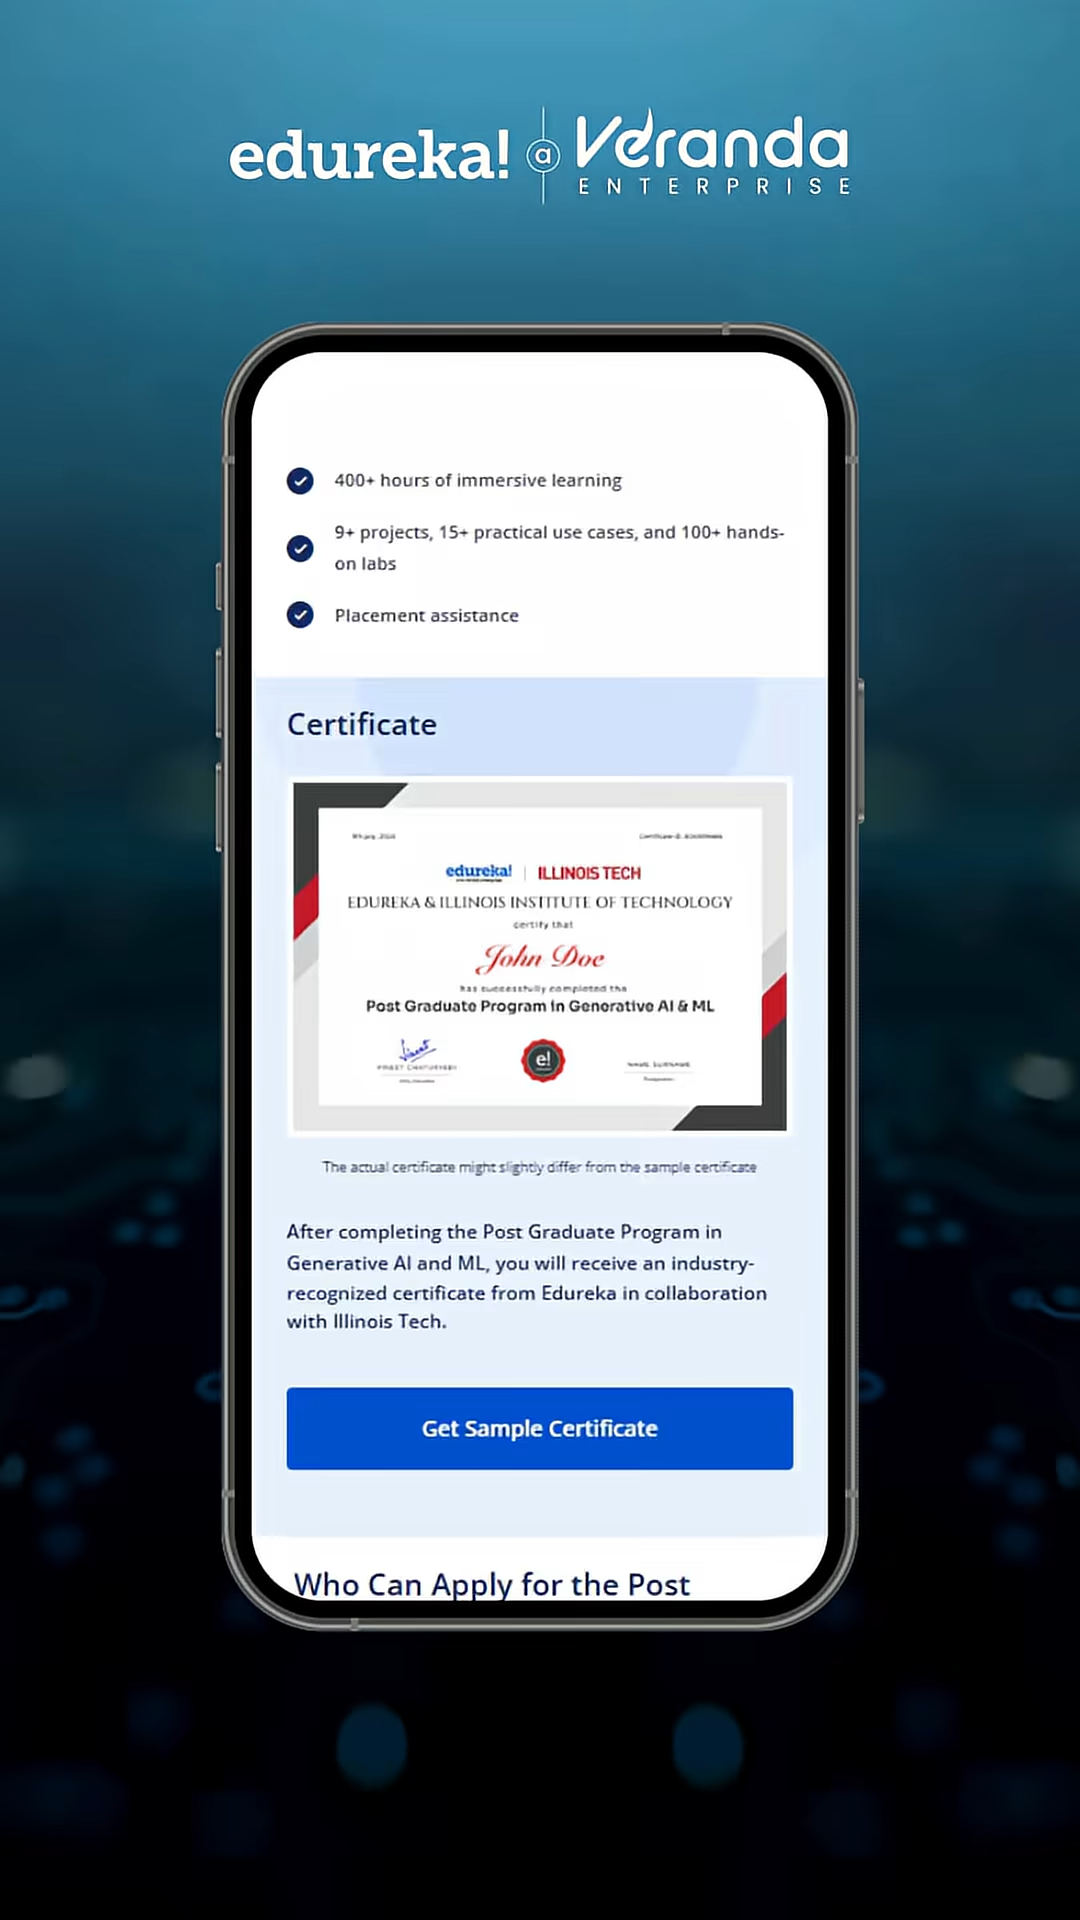 edureka! a Veranda
ENTERPRISE
400+ hours of immersive learning
9+ projects, 15+ practical use cases, and 100+ hands-
on labs
Placement assistance
Certificate
edureka! ILLINOIS TECH
EDUREKA & ILLINOIS INSTITUTE OF TECHNOLOGY
certify that
John Doe
has successfully completed the
Post Graduate Program in Generative AI & ML
e!
The actual certificate might slightly differ from the sample certificate
After completing the Post Graduate Program in
Generative AI and ML, you will receive an industry-
recognized certificate from Edureka in collaboration
with Illinois Tech.
Get Sample Certificate
Who Can Apply for the Post